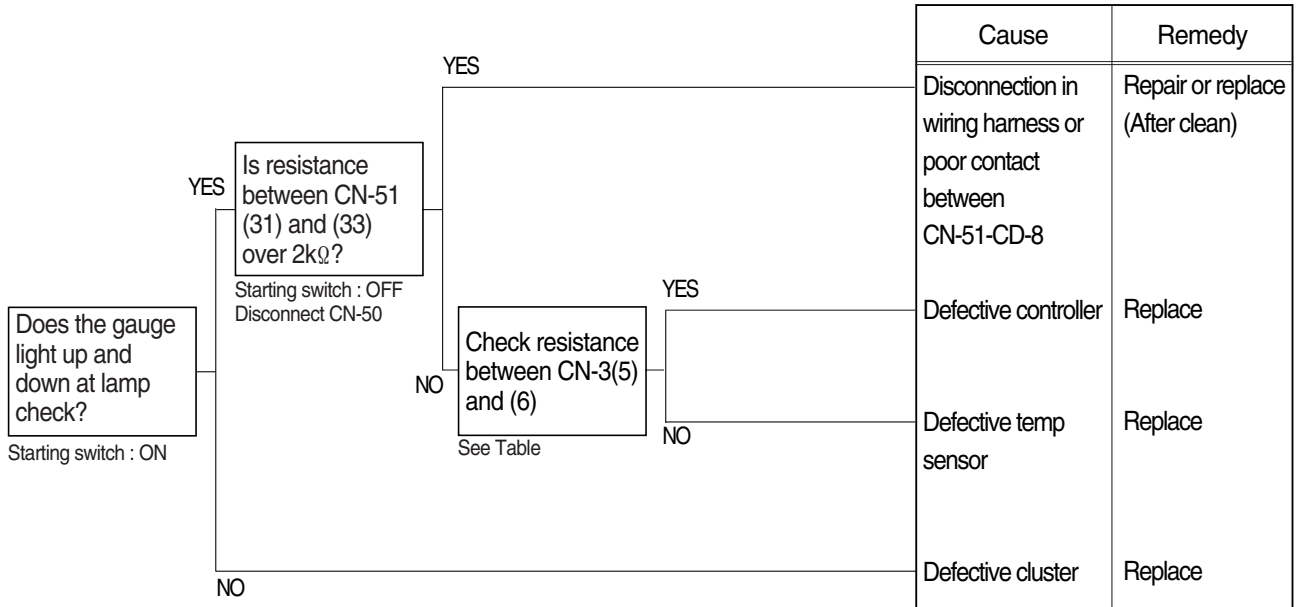 Does the gauge
light up and
down at lamp
check?
Starting switch : ON
YES
NO
Is resistance
between CN-51
(31) and (33)
over 2kΩ?
Starting switch : OFF
Disconnect CN-50
YES
NO
Check resistance
between CN-3(5)
and (6)
See Table
YES
NO
Cause
Remedy
Disconnection in
wiring harness or
poor contact
between
CN-51-CD-8
Repair or replace
(After clean)
Defective controller
Replace
Defective temp
sensor
Replace
Defective cluster
Replace